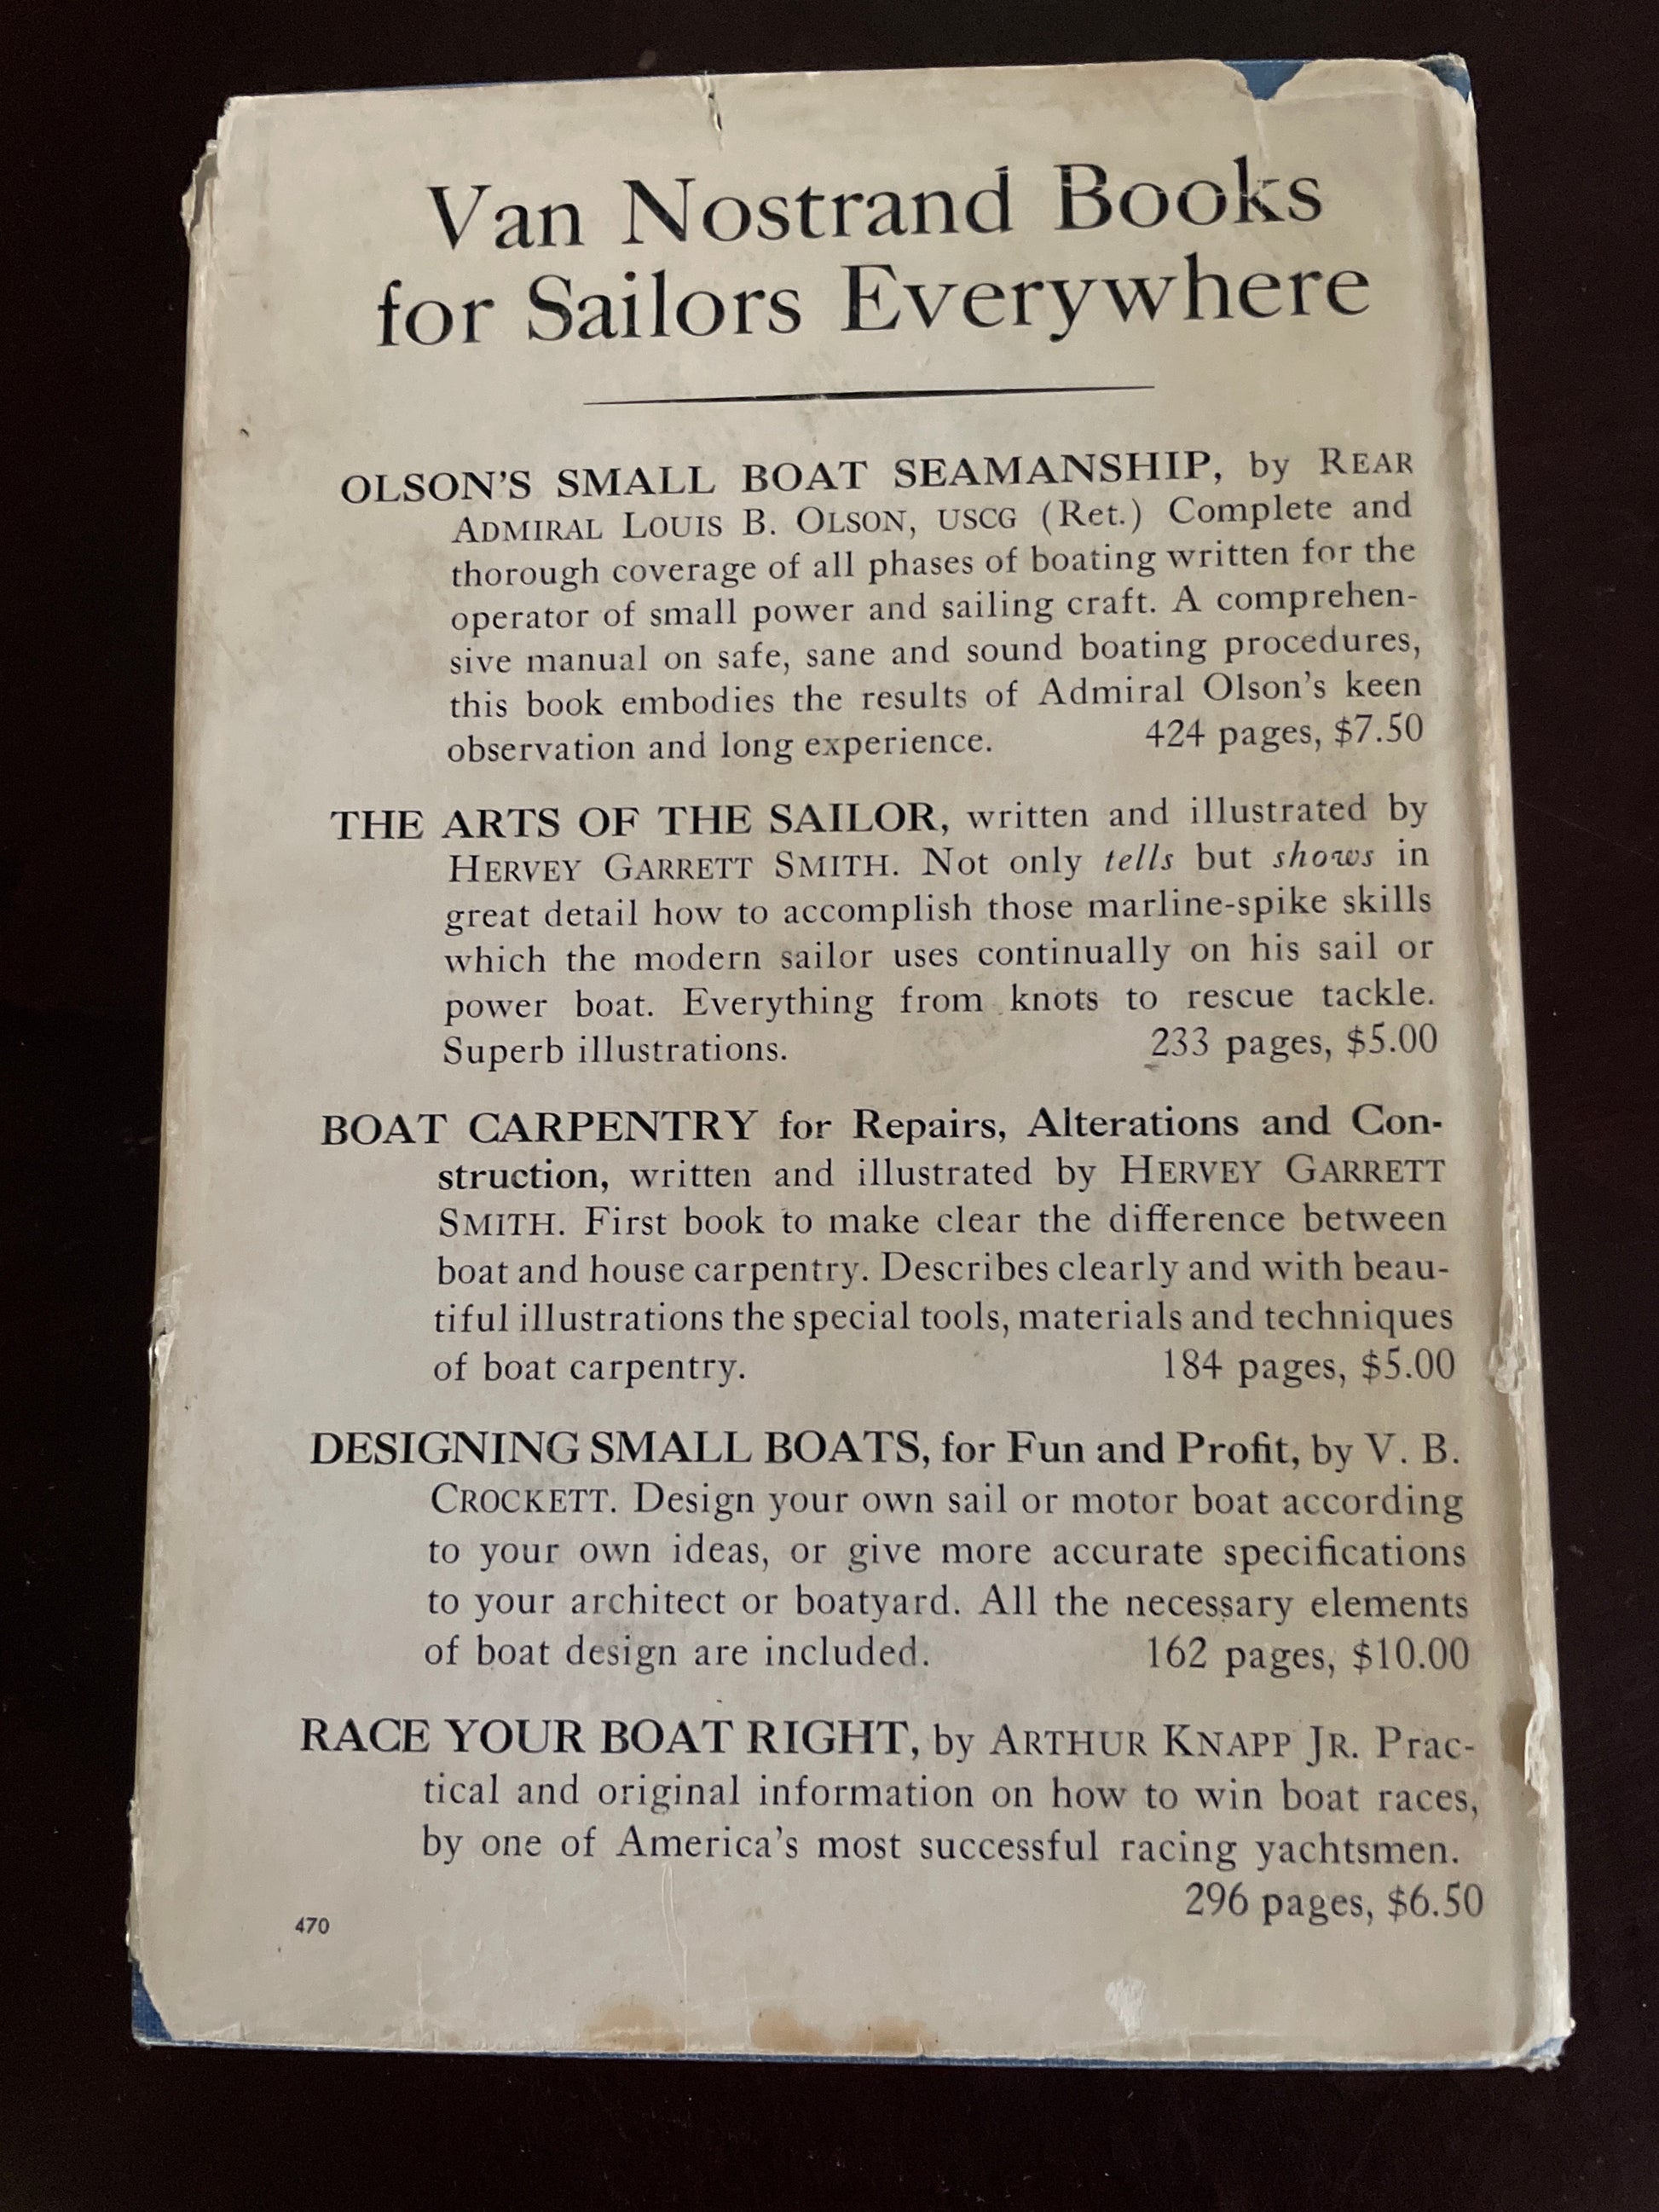 Van Nostrand Books
for Sailors Everywhere
OLSON'S SMALL BOAT SEAMANSHIP, by REAR
ADMIRAL LOUIS B. OLSON, USCG (Ret.) Complete and
thorough coverage of all phases of boating written for the
operator of small power and sailing craft. A comprehen-
sive manual on safe, sane and sound boating procedures,
this book embodies the results of Admiral Olson's keen
observation and long experience. 424 pages, $7.50
THE ARTS OF THE SAILOR, written and illustrated by
HERVEY GARRETT SMITH. Not only tells but shows in
great detail how to accomplish those marline-spike skills
which the modern sailor uses continually on his sail or
power boat. Everything from knots to rescue tackle.
Superb illustrations. 233 pages, $5.00
BOAT CARPENTRY for Repairs, Alterations and Con-
struction, written and illustrated by HERVEY GARRETT
SMITH. First book to make clear the difference between
boat and house carpentry. Describes clearly and with beau-
tiful illustrations the special tools, materials and techniques
of boat carpentry. 184 pages, $5.00
DESIGNING SMALL BOATS, for Fun and Profit, by V. B.
CROCKETT. Design your own sail or motor boat according
to your own ideas, or give more accurate specifications
to your architect or boatyard. All the necessary elements
of boat design are included. 162 pages, $10.00
RACE YOUR BOAT RIGHT, by ARTHUR KNAPP JR. Prac-
tical and original information on how to win boat races,
by one of America's most successful racing yachtsmen.
296 pages, $6.50
470